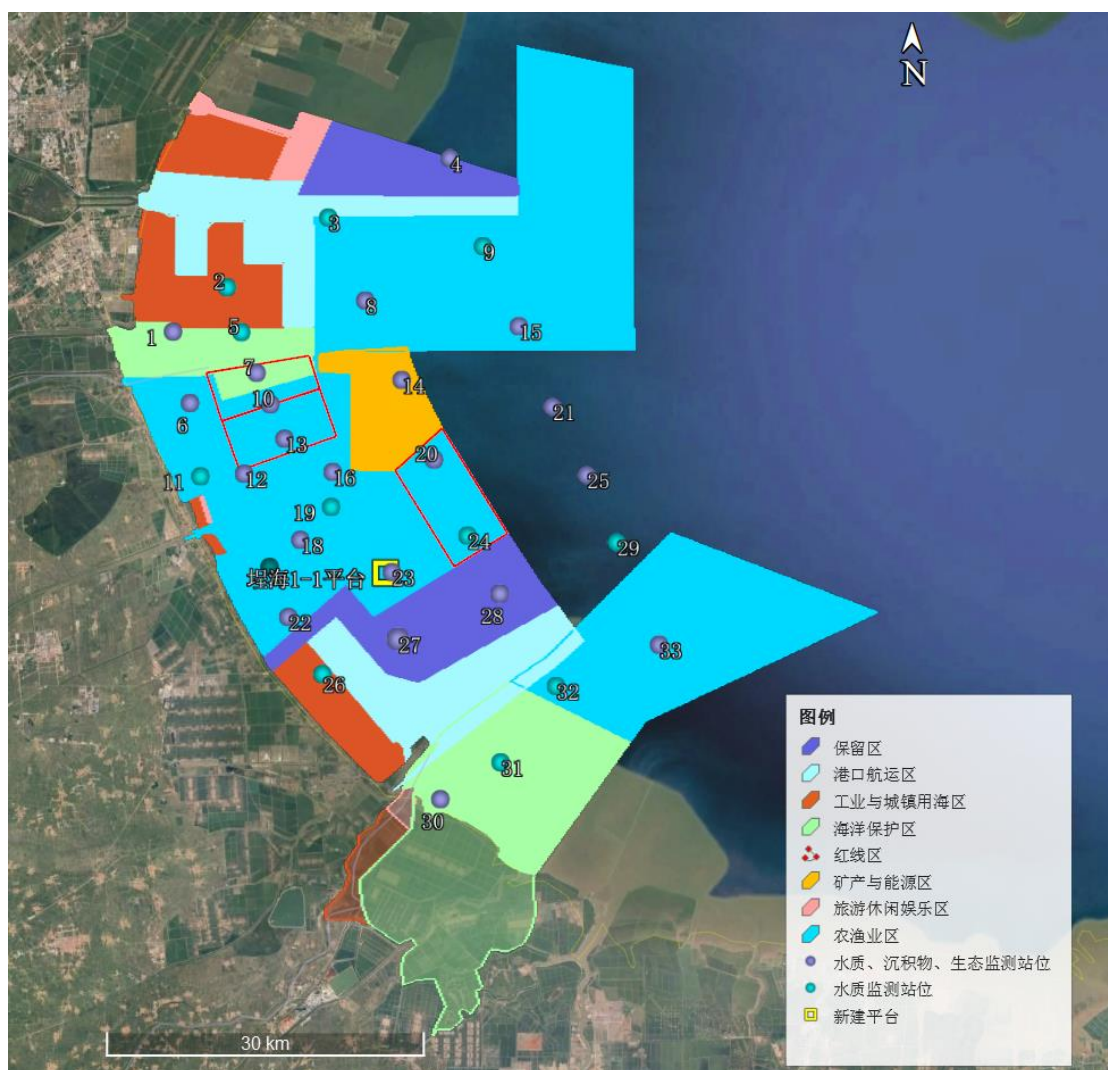 N
4
3
9
2
8
15
1
5
7
14
10
6
21
13
20
12
16
25
11
19
18
24
29
埕海1-1平台
23
28
22
27
33
26
32
31
30
图例
保留区
港口航运区
工业与城镇用海区
海洋保护区
红线区
矿产与能源区
旅游休闲娱乐区
农渔业区
水质、沉积物、生态监测站位
水质监测站位
新建平台
30 km